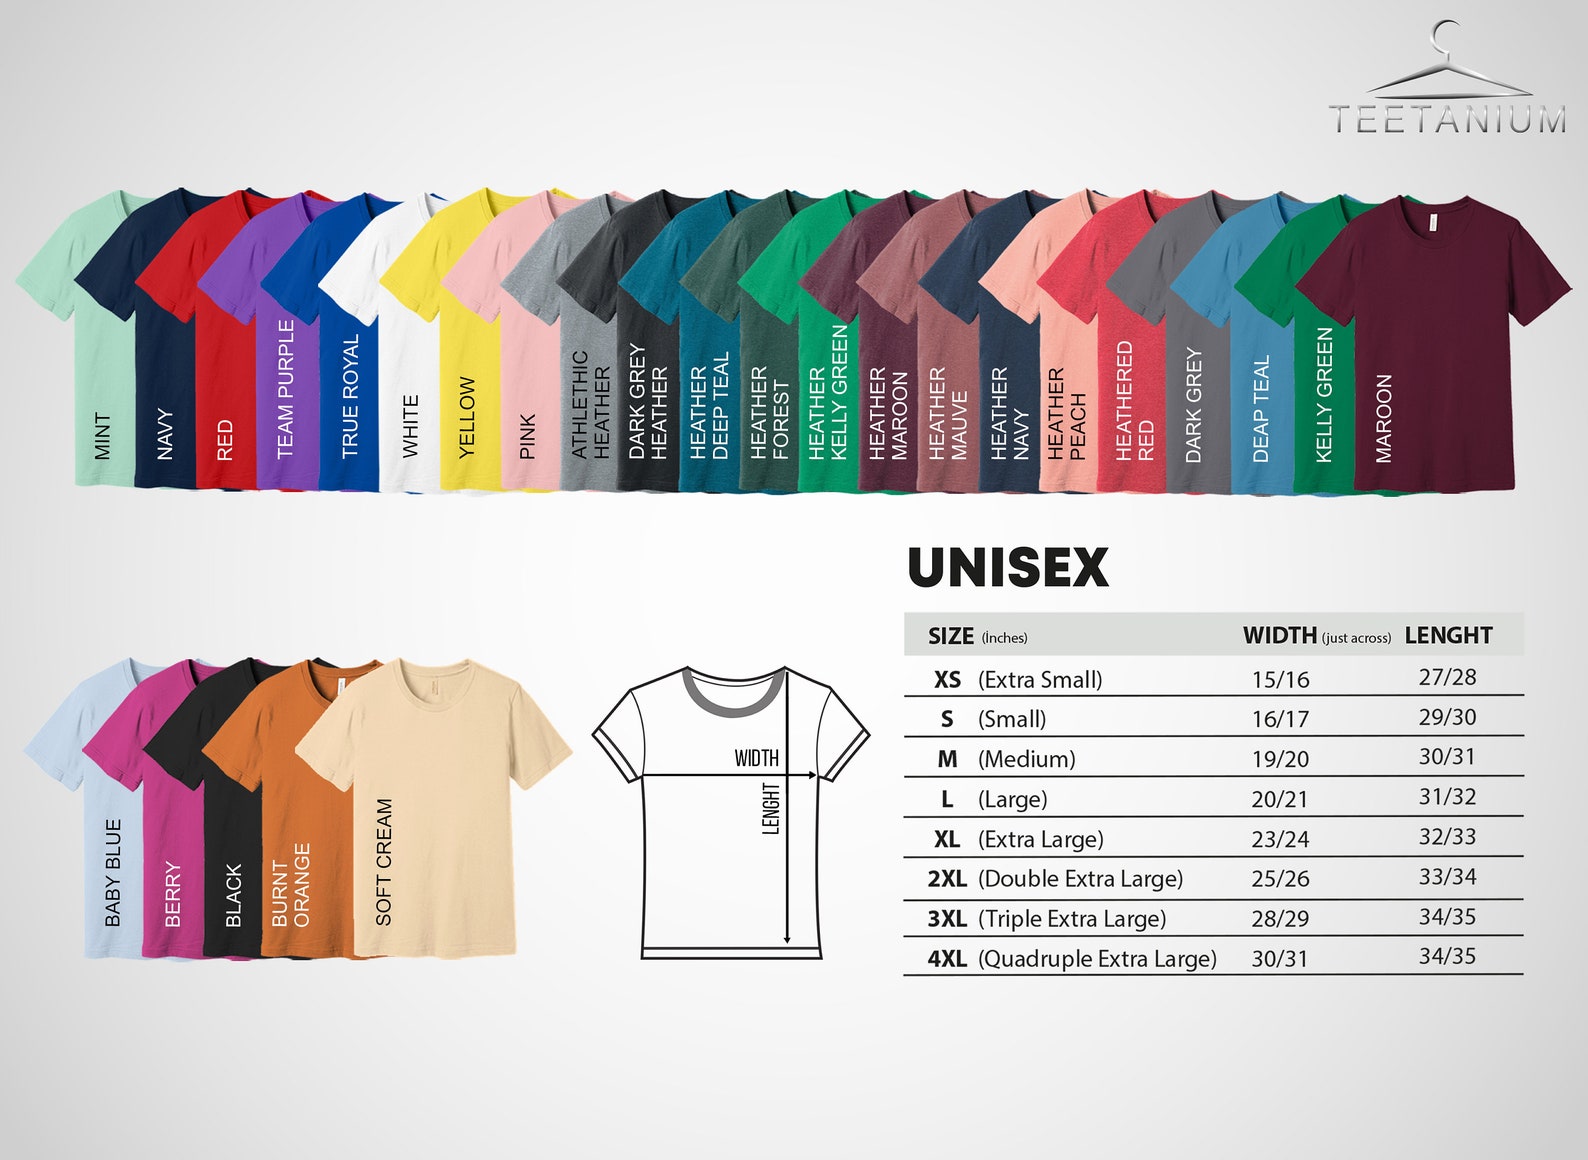 TEETANIUM
MINT
NAVY
RED
TEAM PURPLE
TRUE ROYAL
WHITE
YELLOW
PINK
ATHLETHIC
HEATHER
DARK GREY
HEATHER
HEATHER
DEEP TEAL
HEATHER
FOREST
HEATHER
KELLY GREEN
HEATHER
MAROON
HEATHER
MAUVE
HEATHER
NAVY
HEATHER
PEACH
HEATHERED
RED
DARK GREY
DEAP TEAL
KELLY GREEN
MAROON
BABY BLUE
BERRY
BLACK
BURNT
ORANGE
SOFT CREAM
WIDTH
LENGHT
UNISEX
SIZE (İnches) WIDTH (just across) LENGHT
XS (Extra Small) 15/16 27/28
S (Small) 16/17 29/30
M (Medium) 19/20 30/31
L (Large) 20/21 31/32
XL (Extra Large) 23/24 32/33
2XL (Double Extra Large) 25/26 33/34
3XL (Triple Extra Large) 28/29 34/35
4XL (Quadruple Extra Large) 30/31 34/35